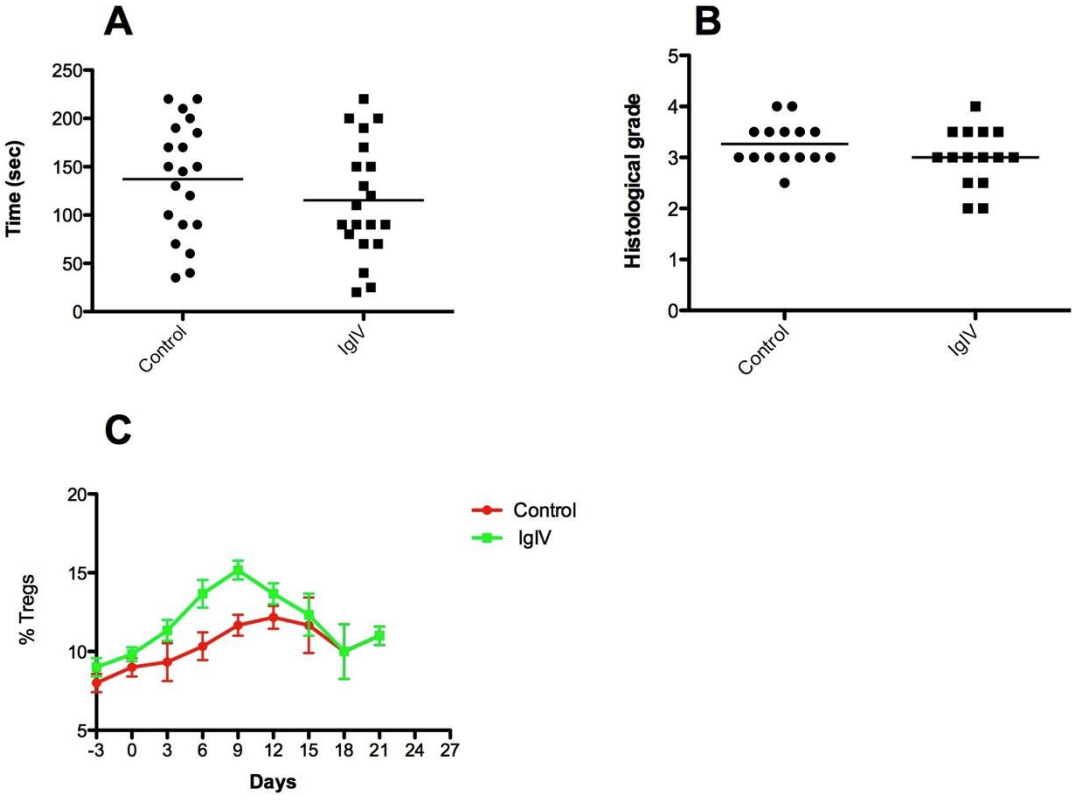 A
250
200
150
100
50
0
Time (sec)
Control
IgIV
B
5
4
3
2
1
0
Histological grade
Control
IgIV
C
20
15
10
5
% Tregs
-3 0 3 6 9 12 15 18 21 24 27
Days
Control
IgIV